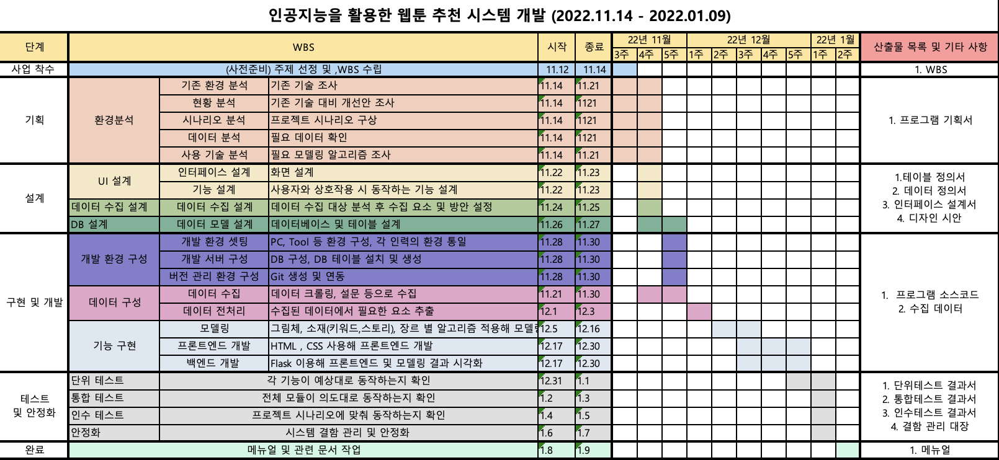 인공지능을 활용한 웹툰 추천 시스템 개발 (2022.11.14 - 2022.01.09)
단계 WBS 시작 종료 22년 11월 22년 12월 22년 1월 산출물 목록 및 기타 사항
3주 4주 5주 1주 2주 3주 4주 5주 1주 2주
사업 착수 (사전준비) 주제 선정 및 ,WBS 수립 11.12 11.14 1. WBS
기획 환경분석 기존 환경 분석 기존 기술 조사 11.14 11.21
현황 분석 기존 기술 대비 개선안 조사 11.14 1121
시나리오 분석 프로젝트 시나리오 구상 11.14 1121 1. 프로그램 기획서
데이터 분석 필요 데이터 확인 11.14 1121
사용 기술 분석 필요 모델링 알고리즘 조사 11.14 11.21
설계 UI 설계 인터페이스 설계 화면 설계 11.22 11.23
기능 설계 사용자와 상호작용 시 동작하는 기능 설계 11.22 11.23
데이터 수집 설계 데이터 수집 설계 데이터 수집 대상 분석 후 수집 요소 및 방안 설정 11.24 11.25
DB 설계 데이터 모델 설계 데이터베이스 및 테이블 설계 11.26 11.27
1.테이블 정의서
2. 데이터 정의서
3. 인터페이스 설계서
4. 디자인 시안
구현 및 개발 개발 환경 구성 개발 환경 셋팅 PC, Tool 등 환경 구성, 각 인력의 환경 통일 11.28 11.30
개발 서버 구성 DB 구성, DB 테이블 설치 및 생성 11.28 11.30
버전 관리 환경 구성 Git 생성 및 연동 11.28 11.30
데이터 구성 데이터 수집 데이터 크롤링, 설문 등으로 수집 11.21 11.30
데이터 전처리 수집된 데이터에서 필요한 요소 추출 12.1 12.3
기능 구현 모델링 그림체, 소재(키워드,스토리), 장르 별 알고리즘 적용해 모델링 12.5 12.16
프론트엔드 개발 HTML , CSS 사용해 프론트엔드 개발 12.17 12.30
백엔드 개발 Flask 이용해 프론트엔드 및 모델링 결과 시각화 12.17 12.30
1. 프로그램 소스코드
2. 수집 데이터
테스트
및 안정화
단위 테스트 각 기능이 예상대로 동작하는지 확인 12.31 1.1
통합 테스트 전체 모듈이 의도대로 동작하는지 확인 1.2 1.3
인수 테스트 프로젝트 시나리오에 맞춰 동작하는지 확인 1.4 1.5
안정화 시스템 결함 관리 및 안정화 1.6 1.7
1. 단위테스트 결과서
2. 통합테스트 결과서
3. 인수테스트 결과서
4. 결함 관리 대장
완료 메뉴얼 및 관련 문서 작업 1.8 1.9 1. 메뉴얼